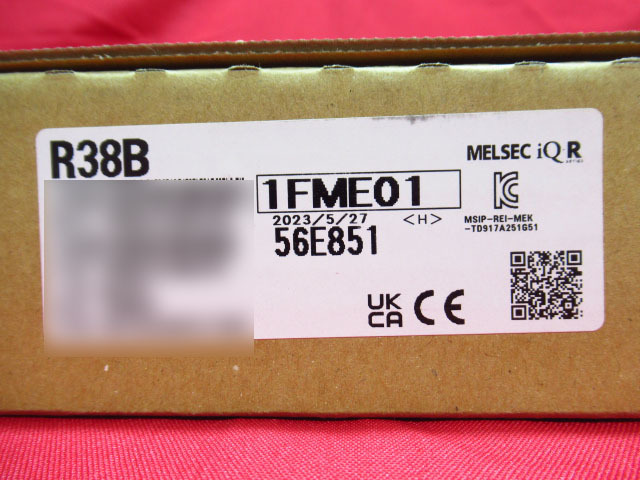 R38B
MELSEC iQ-R
1FME01
2023/5/27 <H>
56E851
MSIP-REI-MEK
-TD917A251G51
UK
CA CE